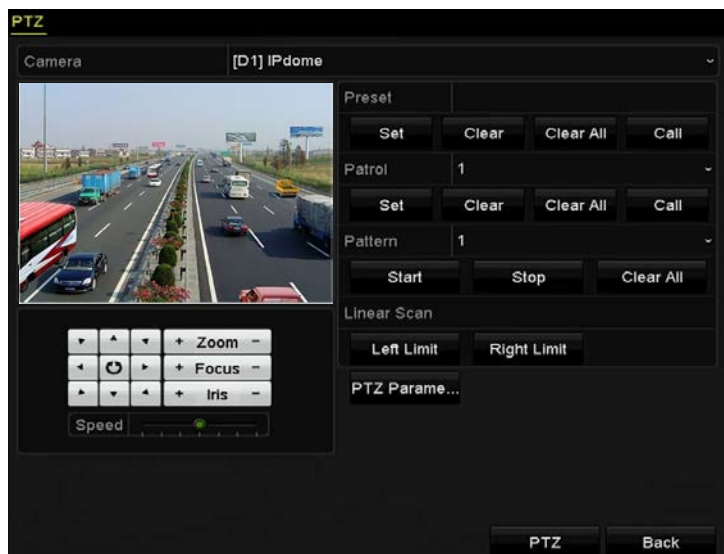 PTZ
Camera [D1] IPdome
Preset
Set Clear Clear All Call
Patrol 1
Set Clear Clear All Call
Pattern 1
Start Stop Clear All
Linear Scan
Left Limit Right Limit
PTZ Parame...
+ Zoom -
+ Focus -
+ Iris -
Speed
PTZ Back